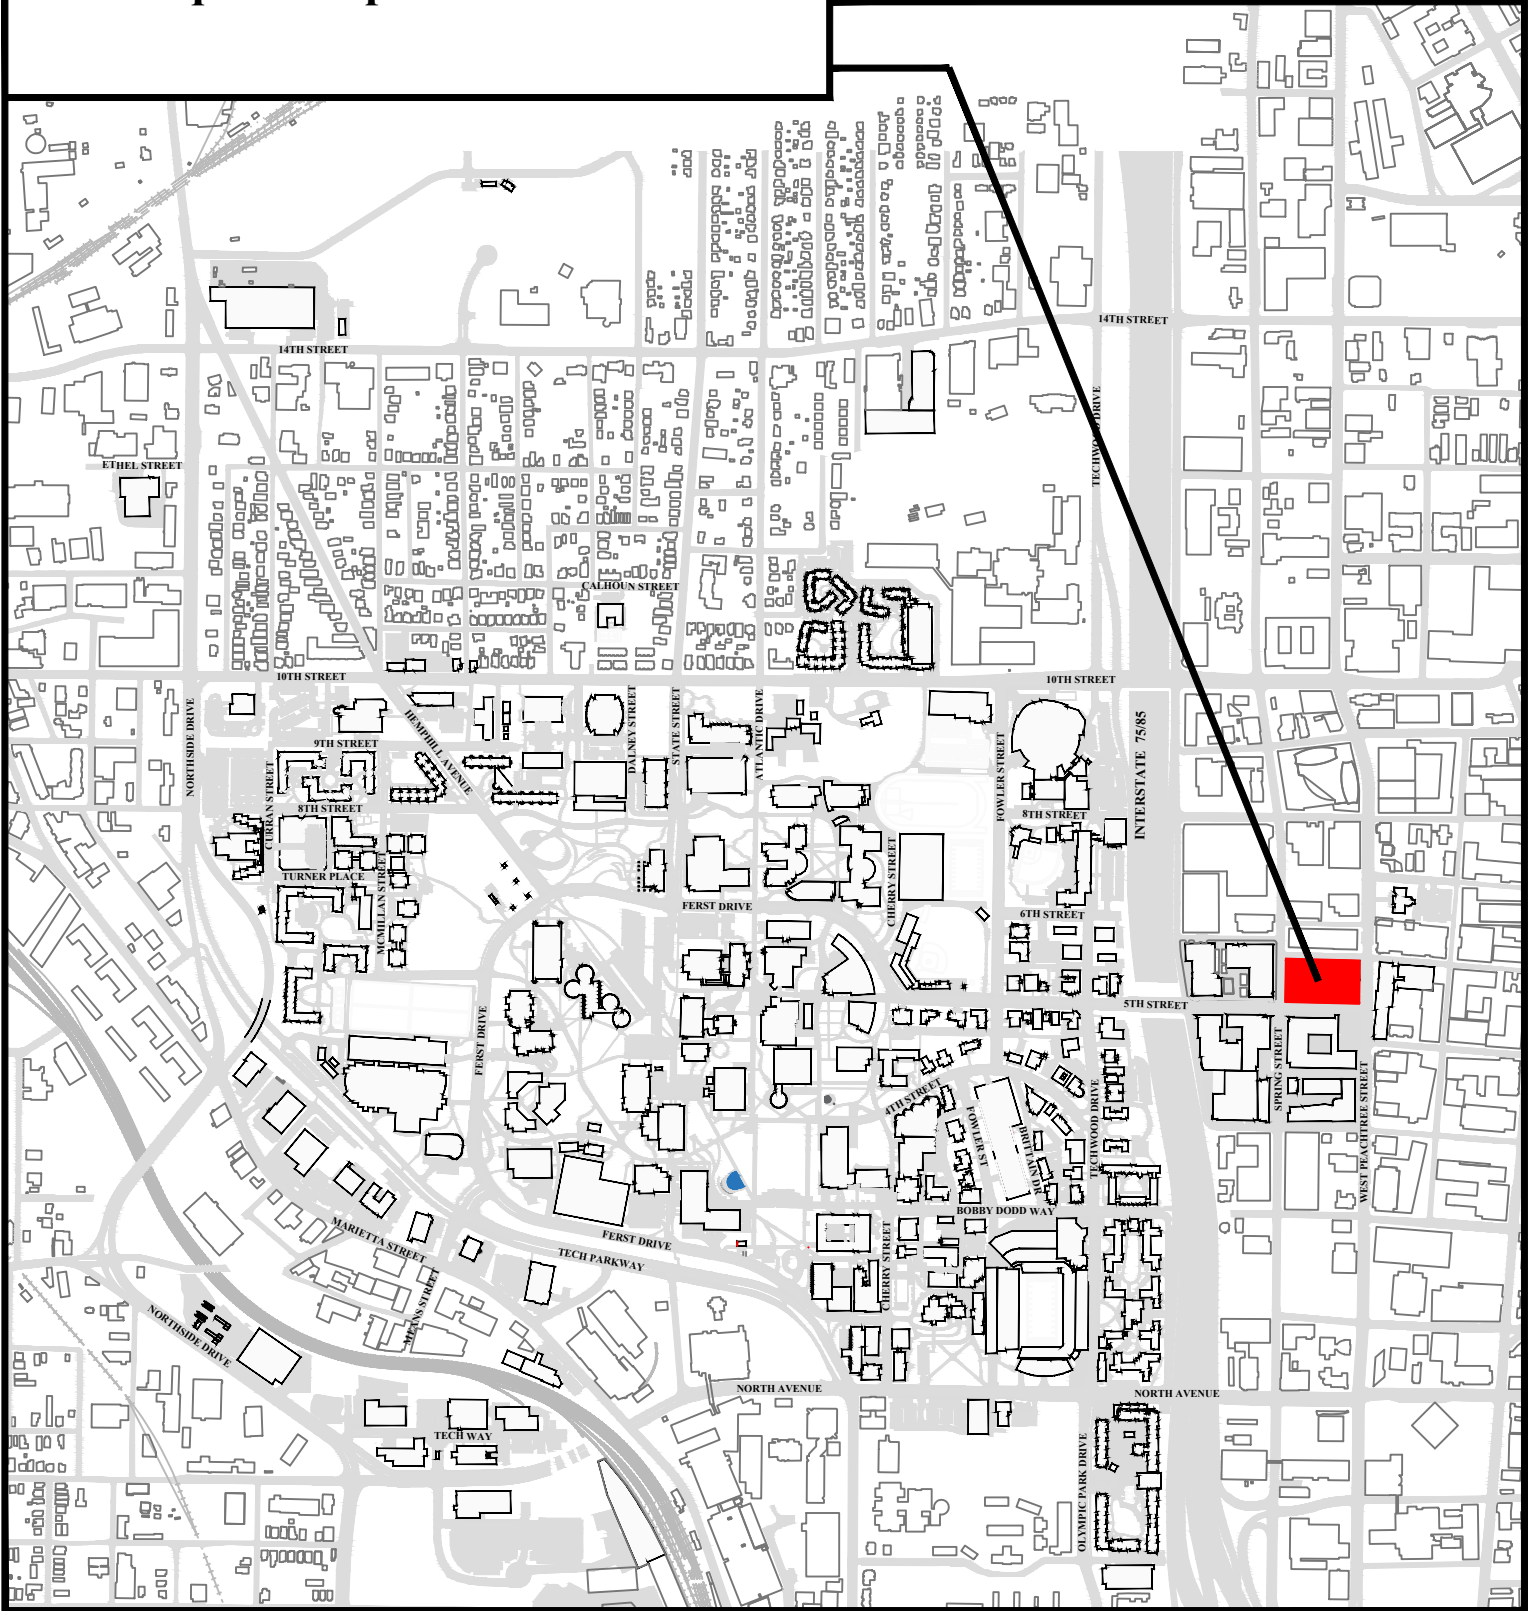 14TH STREET
14TH STREET
TECHWOOD DRIVE
ETHEL STREET
CALHOUN STREET
10TH STREET
10TH STREET
NORTHSIDE DRIVE
HEMPHILL AVENUE
DALNEY STREET
STATE STREET
ATLANTIC DRIVE
FOWLER STREET
INTERSTATE 75/85
9TH STREET
CURRAN STREET
8TH STREET
8TH STREET
TURNER PLACE
MCMILLAN STREET
CHERRY STREET
FERST DRIVE
6TH STREET
5TH STREET
FERST DRIVE
SPRING STREET
WEST PEACHTREE STREET
4TH STREET
FOWLER ST
BRITTAIN DR
TECHWOOD DRIVE
BOBBY DODD WAY
MARIETTA STREET
FERST DRIVE
TECH PARKWAY
CHERRY STREET
MEANS STREET
NORTHSIDE DRIVE
NORTH AVENUE
NORTH AVENUE
TECH WAY
OLYMPIC PARK DRIVE